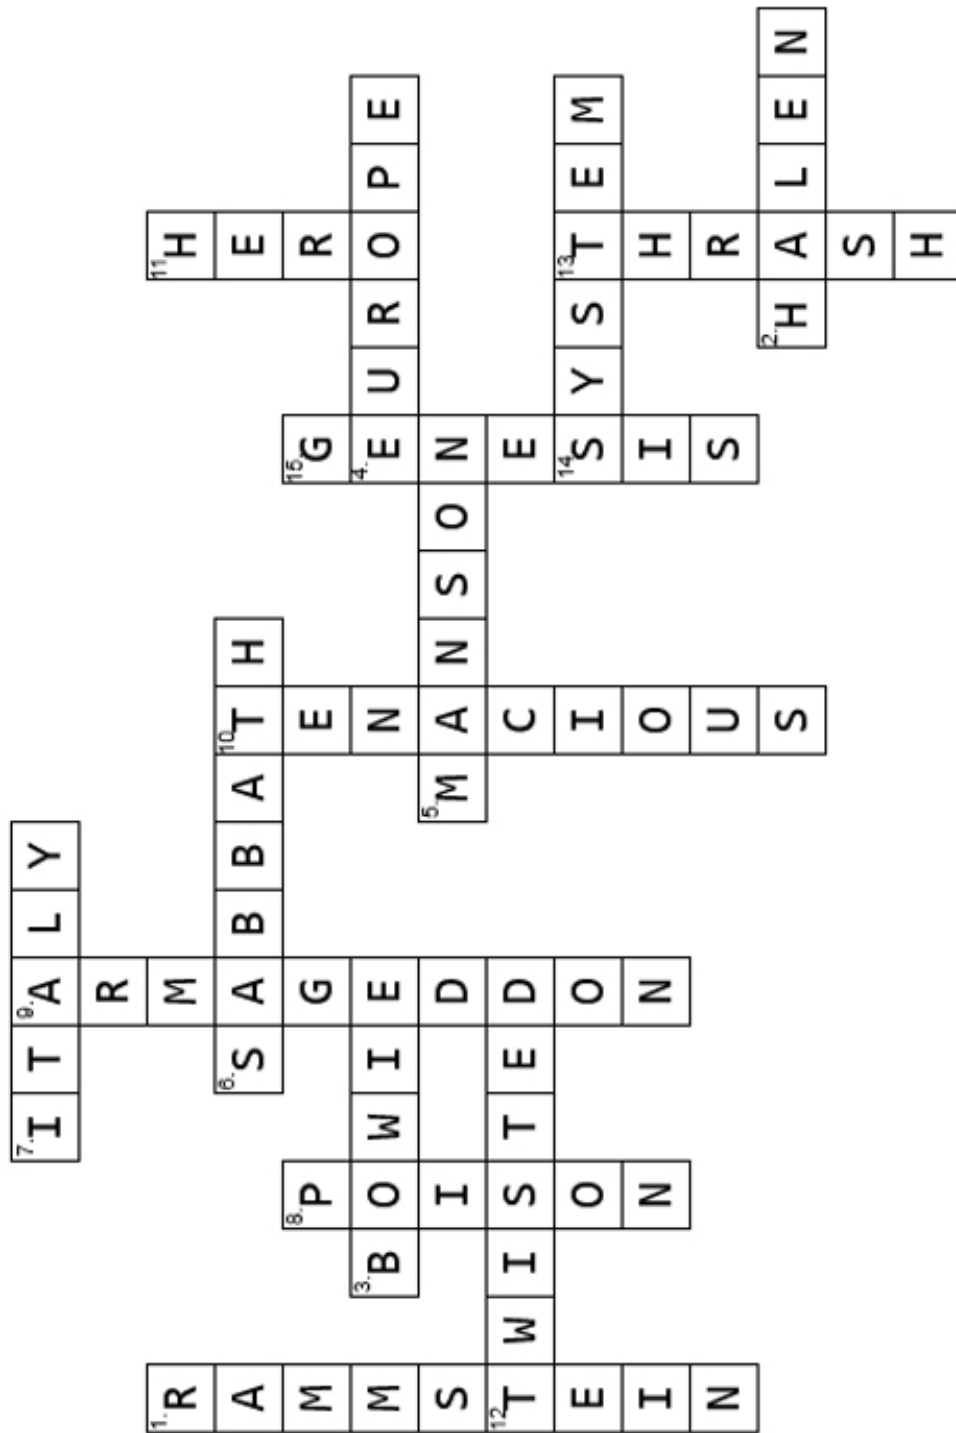 7. ITALY
9. ARMAGEDDON
1. RAMMSTEIN
11 HERO
6. SABBATH
10 TENACIOUS
8. POISON
15 GENESIS
3. BOWIE
4. EUROPE
5. MANSON
12 TWISTED
14 SYSTEM
13 THRASH
2. HALEN